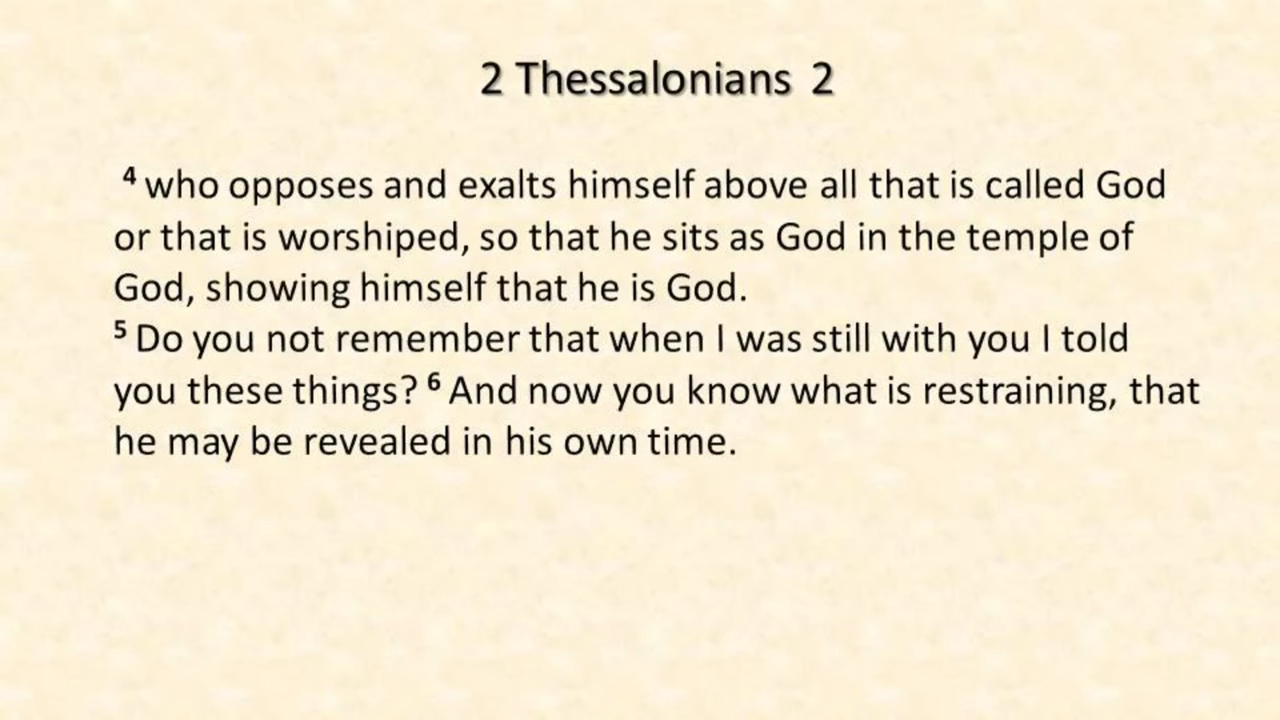 2 Thessalonians 2
4 who opposes and exalts himself above all that is called God
or that is worshiped, so that he sits as God in the temple of
God, showing himself that he is God.
5 Do you not remember that when I was still with you I told
you these things? 6 And now you know what is restraining, that
he may be revealed in his own time.